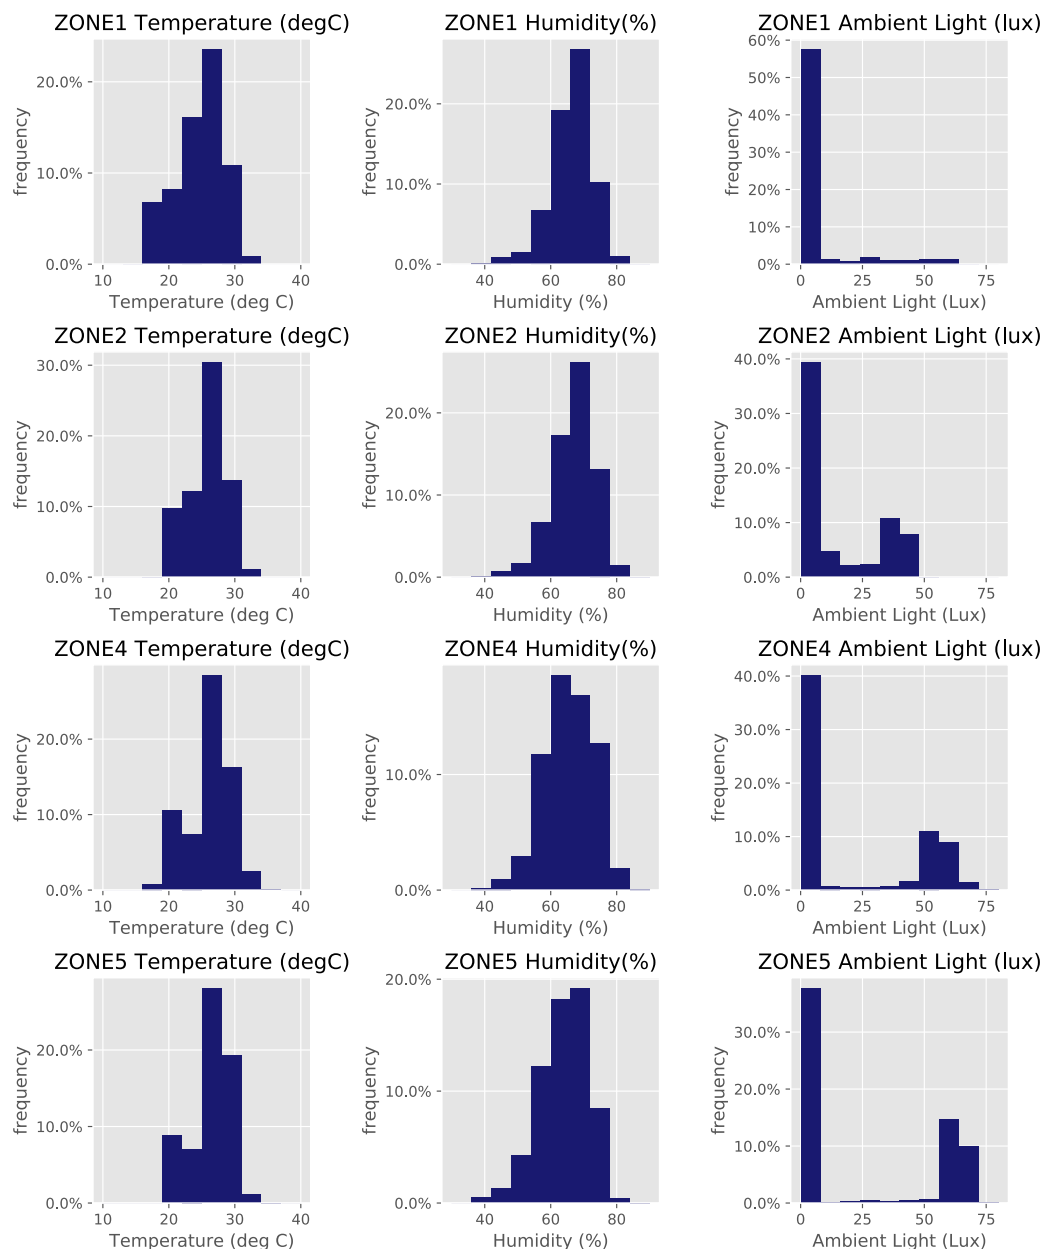 ZONE1 Temperature (degC)
frequency
20.0%
10.0%
0.0%
10 20 30 40
Temperature (deg C)
ZONE1 Humidity(%)
frequency
20.0%
10.0%
0.0%
40 60 80
Humidity (%)
ZONE1 Ambient Light (lux)
frequency
60%
50%
40%
30%
20%
10%
0%
0 25 50 75
Ambient Light (Lux)
ZONE2 Temperature (degC)
frequency
30.0%
20.0%
10.0%
0.0%
10 20 30 40
Temperature (deg C)
ZONE2 Humidity(%)
frequency
20.0%
10.0%
0.0%
40 60 80
Humidity (%)
ZONE2 Ambient Light (lux)
frequency
40.0%
30.0%
20.0%
10.0%
0.0%
0 25 50 75
Ambient Light (Lux)
ZONE4 Temperature (degC)
frequency
20.0%
10.0%
0.0%
10 20 30 40
Temperature (deg C)
ZONE4 Humidity(%)
frequency
10.0%
0.0%
40 60 80
Humidity (%)
ZONE4 Ambient Light (lux)
frequency
40.0%
30.0%
20.0%
10.0%
0.0%
0 25 50 75
Ambient Light (Lux)
ZONE5 Temperature (degC)
frequency
20.0%
10.0%
0.0%
10 20 30 40
Temperature (deg C)
ZONE5 Humidity(%)
frequency
20.0%
10.0%
0.0%
40 60 80
Humidity (%)
ZONE5 Ambient Light (lux)
frequency
30.0%
20.0%
10.0%
0.0%
0 25 50 75
Ambient Light (Lux)